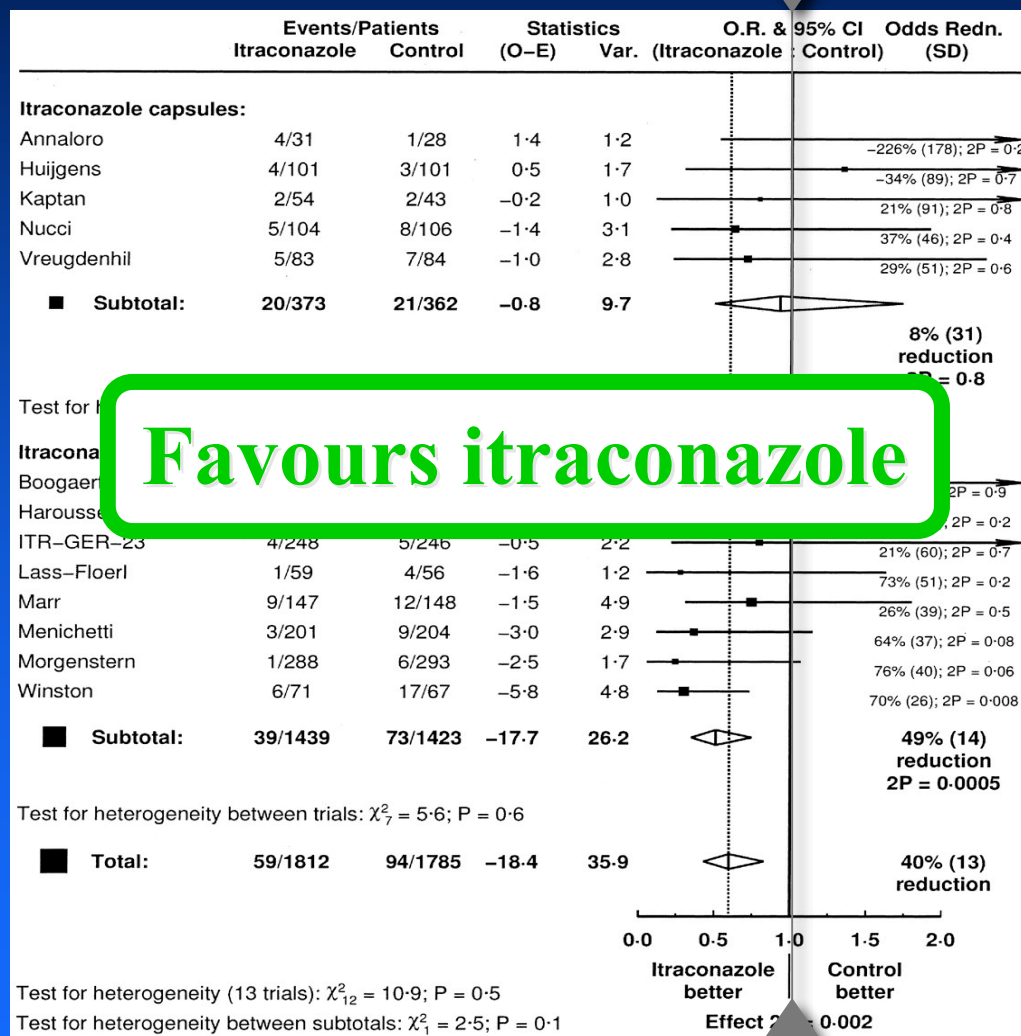 Events/Patients Statistics O.R. & 95% CI Odds Redn.
Itraconazole Control (O−E) Var. (Itraconazole : Control) (SD)
Itraconazole capsules:
Annaloro 4/31 1/28 1·4 1·2 −226% (178); 2P =
Huijgens 4/101 3/101 0·5 1·7 −34% (89); 2P = 0·7
Kaptan 2/54 2/43 −0·2 1·0 21% (91); 2P = 0·8
Nucci 5/104 8/106 −1·4 3·1 37% (46); 2P = 0·4
Vreugdenhil 5/83 7/84 −1·0 2·8 29% (51); 2P = 0·6
Subtotal: 20/373 21/362 −0·8 9·7
8% (31)
reduction
= 0·8
Test for
Favours itraconazole
2P = 0·9
2P = 0·2
ITR−GER−23 4/248 5/246 −0·5 2·2 21% (60); 2P = 0·7
Lass−Floerl 1/59 4/56 −1·6 1·2 73% (51); 2P = 0·2
Marr 9/147 12/148 −1·5 4·9 26% (39); 2P = 0·5
Menichetti 3/201 9/204 −3·0 2·9 64% (37); 2P = 0·08
Morgenstern 1/288 6/293 −2·5 1·7 76% (40); 2P = 0·06
Winston 6/71 17/67 −5·8 4·8 70% (26); 2P = 0·008
Subtotal: 39/1439 73/1423 −17·7 26·2 49% (14)
reduction
2P = 0·0005
Test for heterogeneity between trials: χ²₇ = 5·6; P = 0·6
Total: 59/1812 94/1785 −18·4 35·9 40% (13)
reduction
0·0 0·5 1·0 1·5 2·0
Itraconazole Control
better better
Test for heterogeneity (13 trials): χ²₁₂ = 10·9; P = 0·5
Test for heterogeneity between subtotals: χ²₁ = 2·5; P = 0·1 Effect 0·002